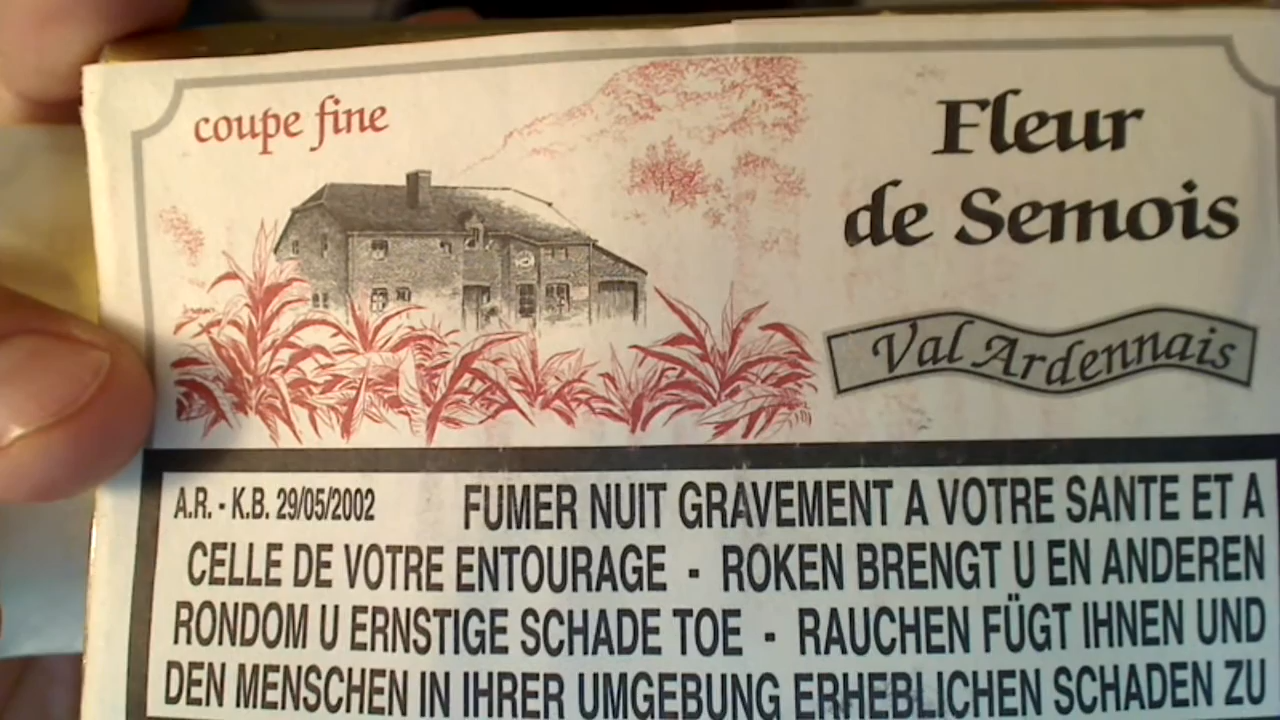 coupe fine
Fleur
de Semois
Val Ardennais
A.R. - K.B. 29/05/2002 FUMER NUIT GRAVEMENT A VOTRE SANTE ET A
CELLE DE VOTRE ENTOURAGE - ROKEN BRENGT U EN ANDEREN
RONDOM U ERNSTIGE SCHADE TOE - RAUCHEN FÜGT IHNEN UND
DEN MENSCHEN IN IHRER UMGEBUNG ERHEBLICHEN SCHADEN ZU